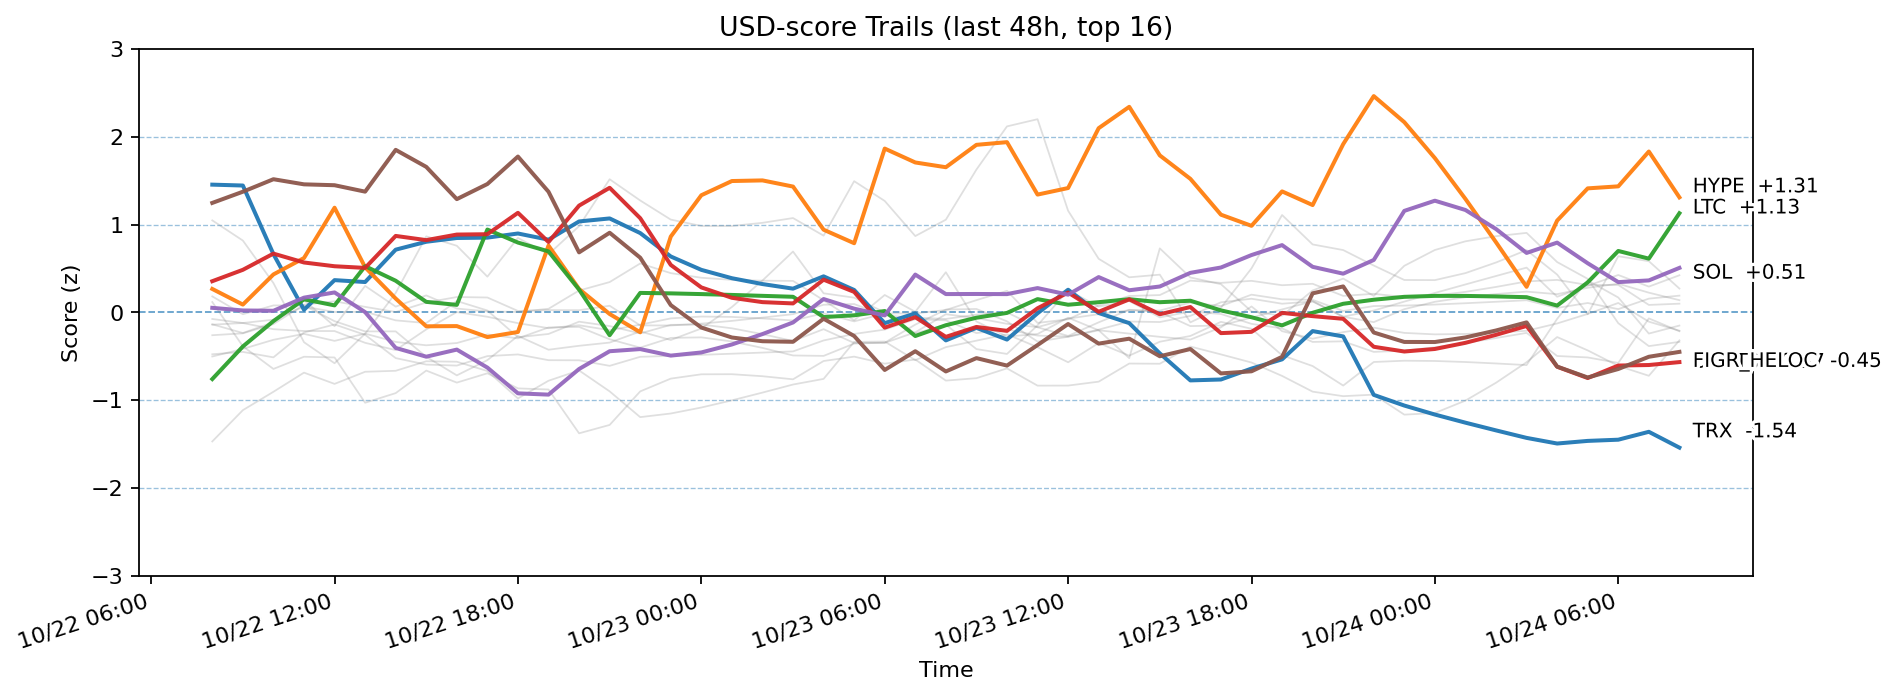 USD-score Trails (last 48h, top 16)
Score (z)
3
2
1
0
−1
−2
−3
HYPE +1.31
LTC +1.13
SOL +0.51
FIGR_HELOC -0.45
TRX -1.54
10/22 06:00
10/22 12:00
10/22 18:00
10/23 00:00
10/23 06:00
10/23 12:00
10/23 18:00
10/24 00:00
10/24 06:00
Time